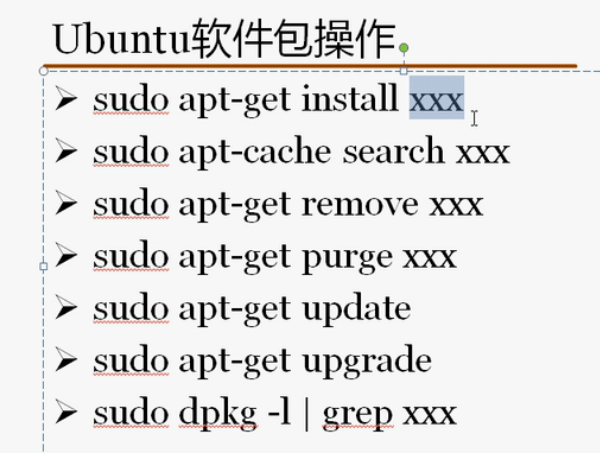 Ubuntu软件包操作
sudo apt-get install xxx
sudo apt-cache search xxx
sudo apt-get remove xxx
sudo apt-get purge xxx
sudo apt-get update
sudo apt-get upgrade
sudo dpkg -l | grep xxx